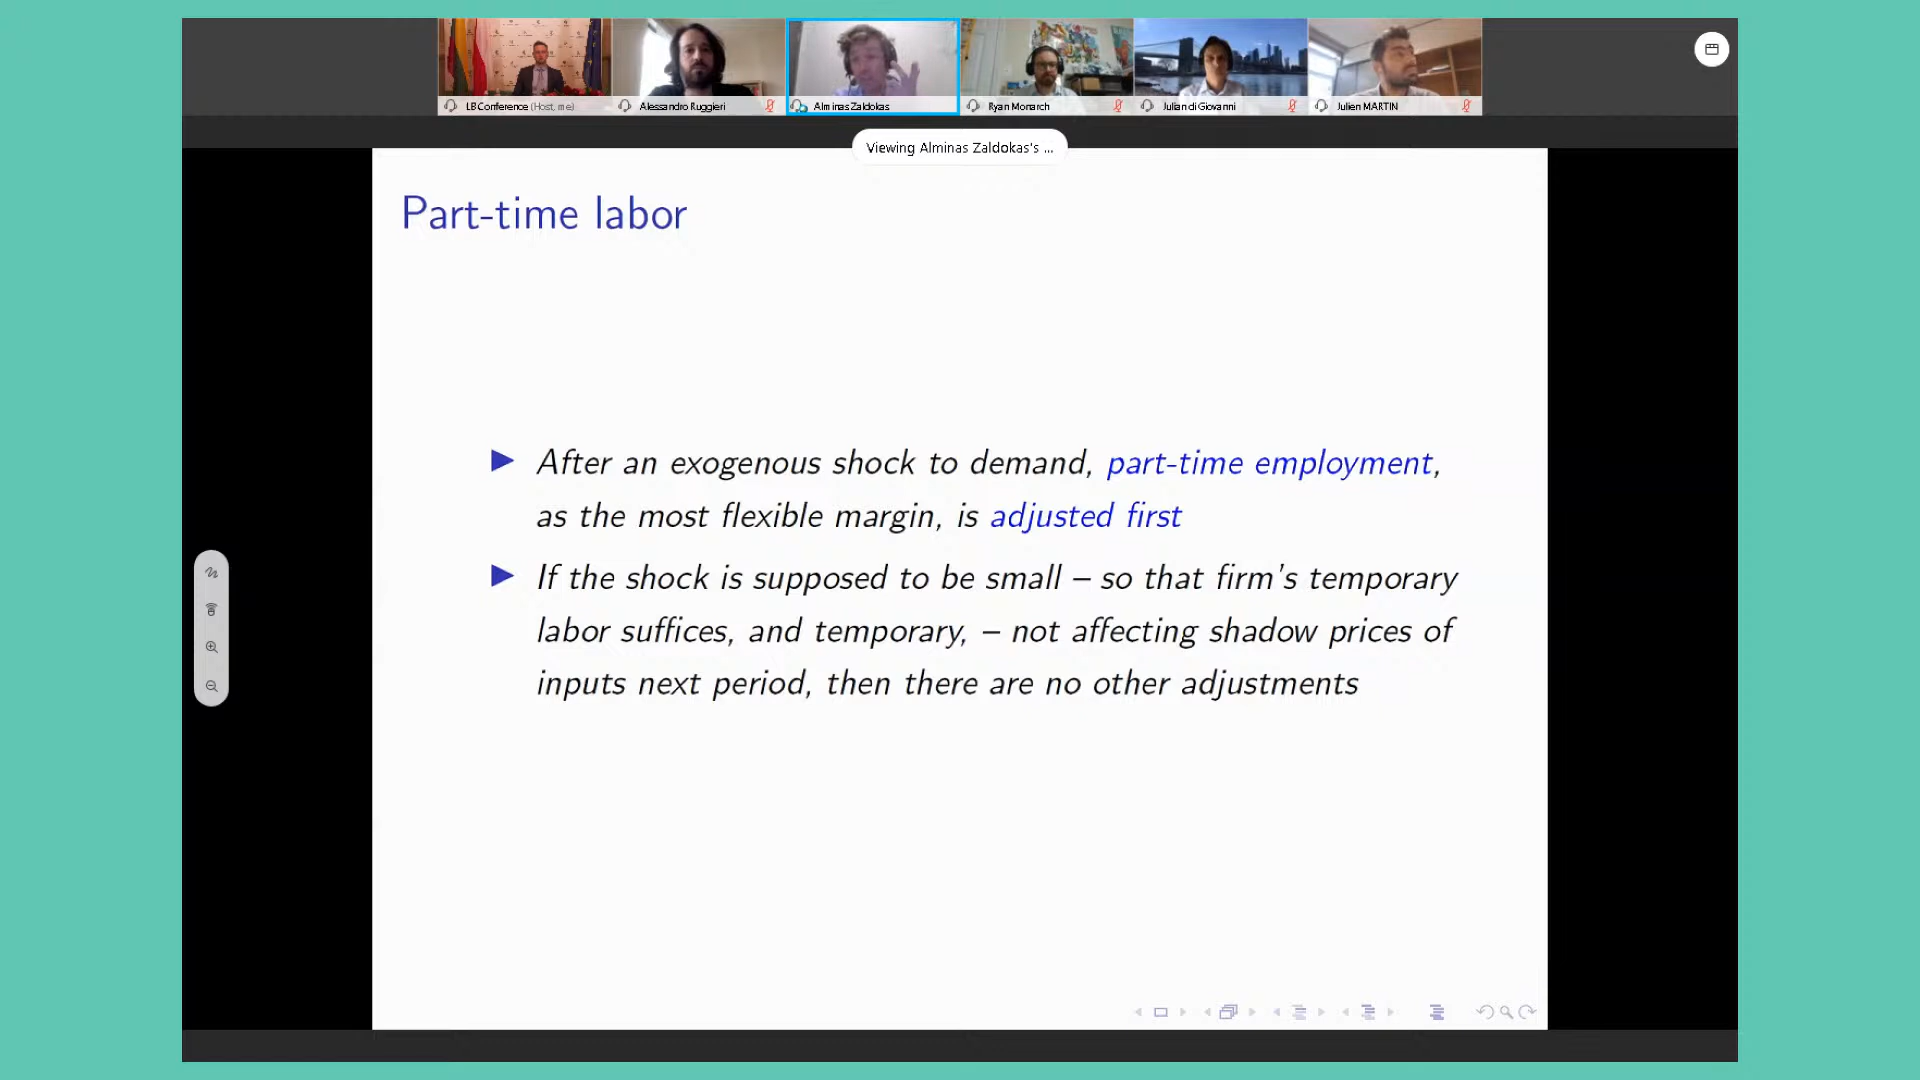 LB Conference (Host, me)
Alessandro Ruggieri
Alminas Zaldokas
Ryan Monarch
Julian di Giovanni
Julien MARTIN
Viewing Alminas Zaldokas's ...
Part-time labor
After an exogenous shock to demand, part-time employment,
as the most flexible margin, is adjusted first
If the shock is supposed to be small – so that firm's temporary
labor suffices, and temporary, – not affecting shadow prices of
inputs next period, then there are no other adjustments